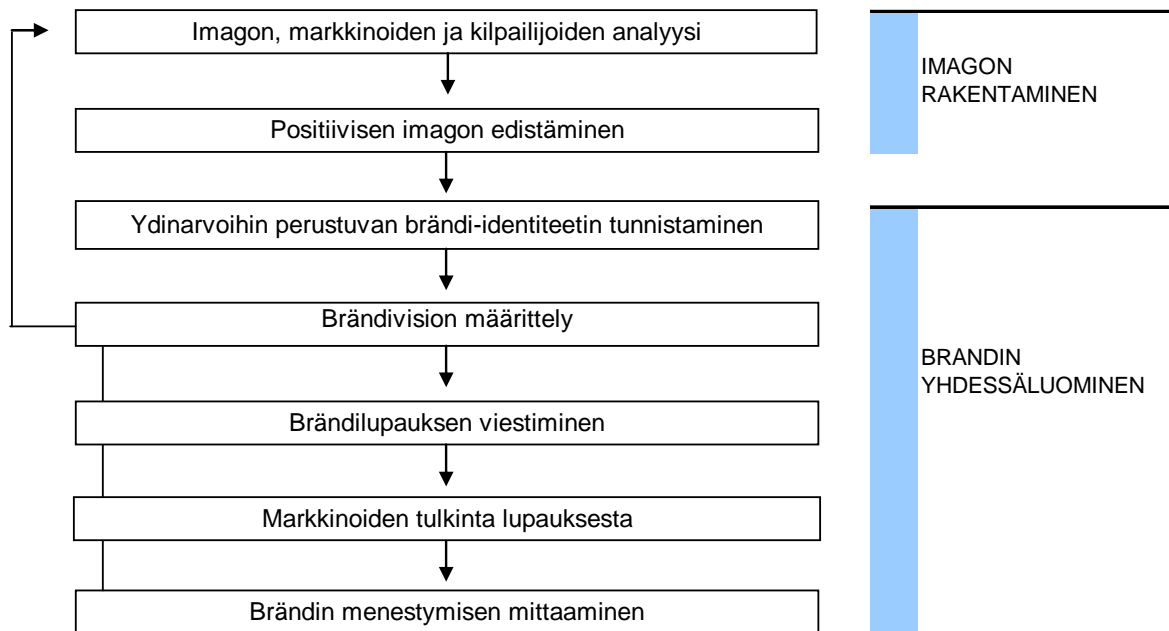 Imagon, markkinoiden ja kilpailijoiden analyysi
Positiivisen imagon edistäminen
Ydinarvoihin perustuvan brändi-identiteetin tunnistaminen
Brändivision määrittely
Brändilupauksen viestiminen
Markkinoiden tulkinta lupauksesta
Brändin menestymisen mittaaminen
IMAGON
RAKENTAMINEN
BRANDIN
YHDESSÄLUOMINEN